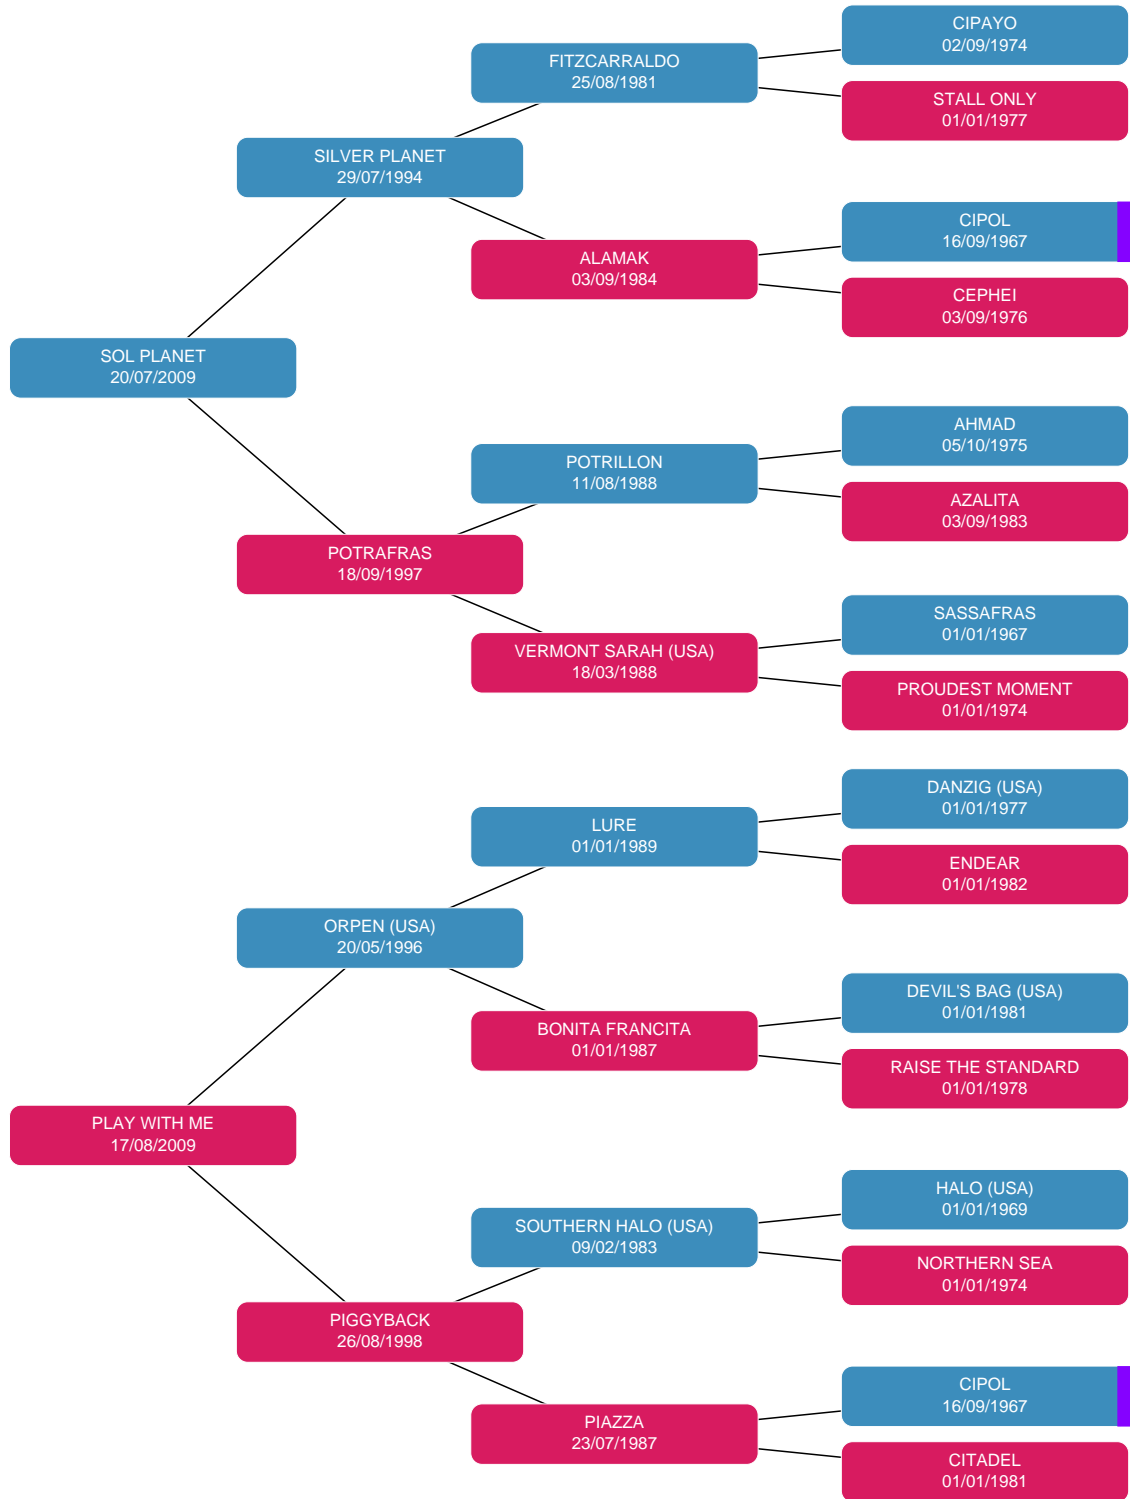 CIPAYO
02/09/1974
FITZCARRALDO
25/08/1981
STALL ONLY
01/01/1977
SILVER PLANET
29/07/1994
CIPOL
16/09/1967
ALAMAK
03/09/1984
CEPHEI
03/09/1976
SOL PLANET
20/07/2009
AHMAD
05/10/1975
POTRILLON
11/08/1988
AZALITA
03/09/1983
POTRAFRAS
18/09/1997
SASSAFRAS
01/01/1967
VERMONT SARAH (USA)
18/03/1988
PROUDEST MOMENT
01/01/1974
DANZIG (USA)
01/01/1977
LURE
01/01/1989
ENDEAR
01/01/1982
ORPEN (USA)
20/05/1996
DEVIL'S BAG (USA)
01/01/1981
BONITA FRANCITA
01/01/1987
RAISE THE STANDARD
01/01/1978
PLAY WITH ME
17/08/2009
HALO (USA)
01/01/1969
SOUTHERN HALO (USA)
09/02/1983
NORTHERN SEA
01/01/1974
PIGGYBACK
26/08/1998
CIPOL
16/09/1967
PIAZZA
23/07/1987
CITADEL
01/01/1981